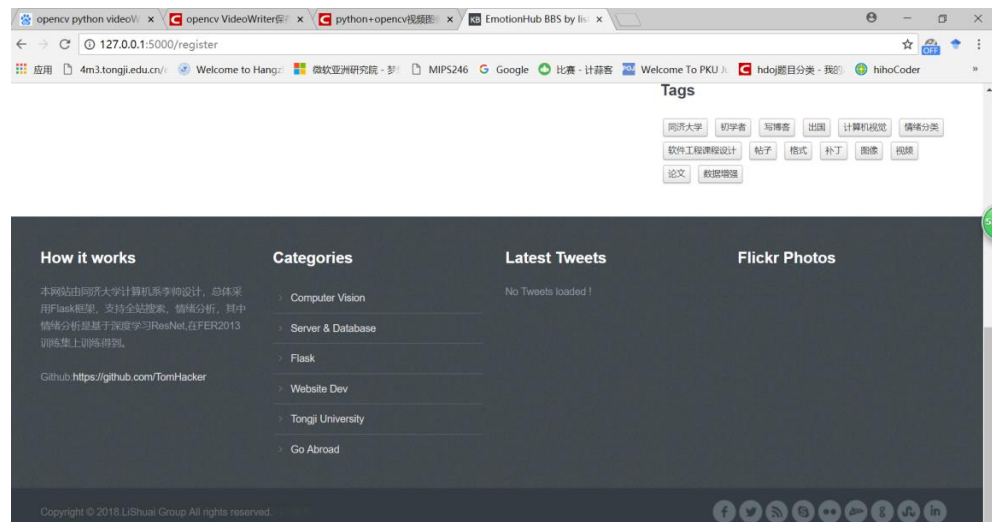 opencv python videoW
opencv VideoWriter保存
python+opencv视频图
EmotionHub BBS by lis
127.0.0.1:5000/register
OFF
应用
4m3.tongji.edu.cn/
Welcome to Hang
微软亚洲研究院 - 梦
MIPS246
Google
比赛 - 计蒜客
Welcome To PKU J
hdoj题目分类 - 我的
hihoCoder
»
Tags
同济大学 初学者 写博客 出国 计算机视觉 情绪分类
软件工程课程设计 帖子 格式 补丁 图像 视频
论文 数据增强
How it works
本网站由同济大学计算机系李帅设计，总体采
用Flask框架，支持全站搜索，情绪分析，其中
情绪分析是基于深度学习ResNet,在FER2013
训练集上训练得到。
Github:https://github.com/TomHacker
Categories
Computer Vision
Server & Database
Flask
Website Dev
Tongji University
Go Abroad
Latest Tweets
No Tweets loaded !
Flickr Photos
Copyright © 2018.LiShuai Group All rights reserved.